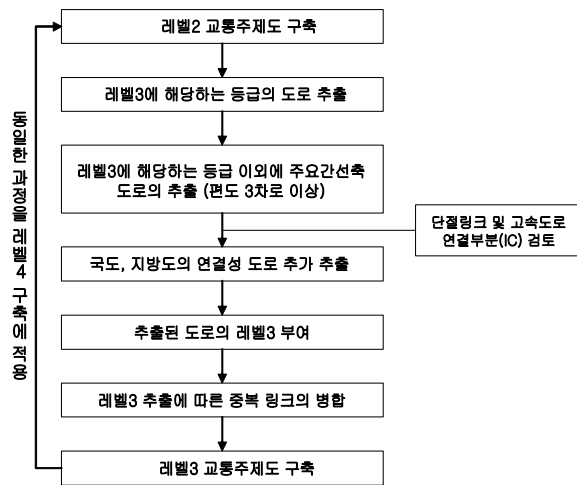 레벨2 교통주제도 구축
레벨3에 해당하는 등급의 도로 추출
레벨3에 해당하는 등급 이외에 주요간선축
도로의 추출 (편도 3차로 이상)
단절링크 및 고속도로
연결부분(IC) 검토
국도, 지방도의 연결성 도로 추가 추출
추출된 도로의 레벨3 부여
레벨3 추출에 따른 중복 링크의 병합
레벨3 교통주제도 구축
동일한 과정을 레벨4 구축에 적용